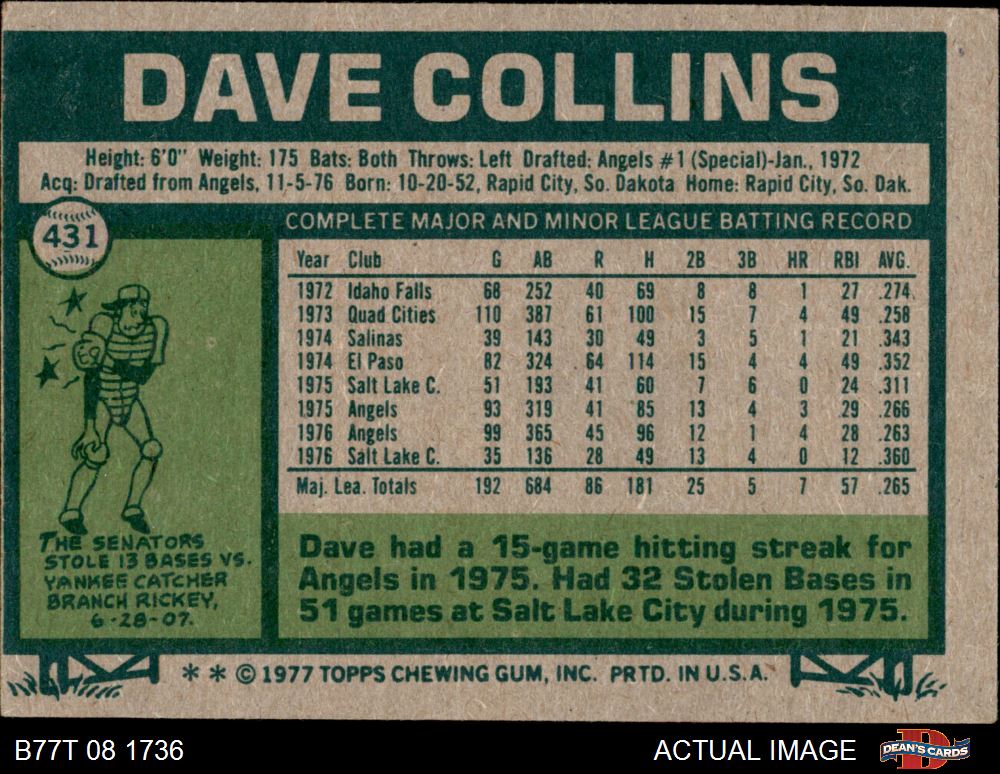 DAVE COLLINS
Height: 6'0" Weight: 175 Bats: Both Throws: Left Drafted: Angels #1 (Special)-Jan., 1972
Acq: Drafted from Angels, 11-5-76 Born: 10-20-52, Rapid City, So. Dakota Home: Rapid City, So. Dak.
431
COMPLETE MAJOR AND MINOR LEAGUE BATTING RECORD
Year Club G AB R H 2B 3B HR RBI AVG.
1972 Idaho Falls 68 252 40 69 8 8 1 27 .274
1973 Quad Cities 110 387 61 100 15 7 4 49 .258
1974 Salinas 39 143 30 49 3 5 1 21 .343
1974 El Paso 82 324 64 114 15 4 4 49 .352
1975 Salt Lake C. 51 193 41 60 7 6 0 24 .311
1975 Angels 93 319 41 85 13 4 3 29 .266
1976 Angels 99 365 45 96 12 1 4 28 .263
1976 Salt Lake C. 35 136 28 49 13 4 0 12 .360
Maj. Lea. Totals 192 684 86 181 25 5 7 57 .265
THE SENATORS
STOLE 13 BASES VS.
YANKEE CATCHER
BRANCH RICKEY,
6-28-07.
Dave had a 15-game hitting streak for
Angels in 1975. Had 32 Stolen Bases in
51 games at Salt Lake City during 1975.
* * © 1977 TOPPS CHEWING GUM, INC. PRTD. IN U.S.A.
B77T 08 1736 ACTUAL IMAGE DEAN'S CARDS